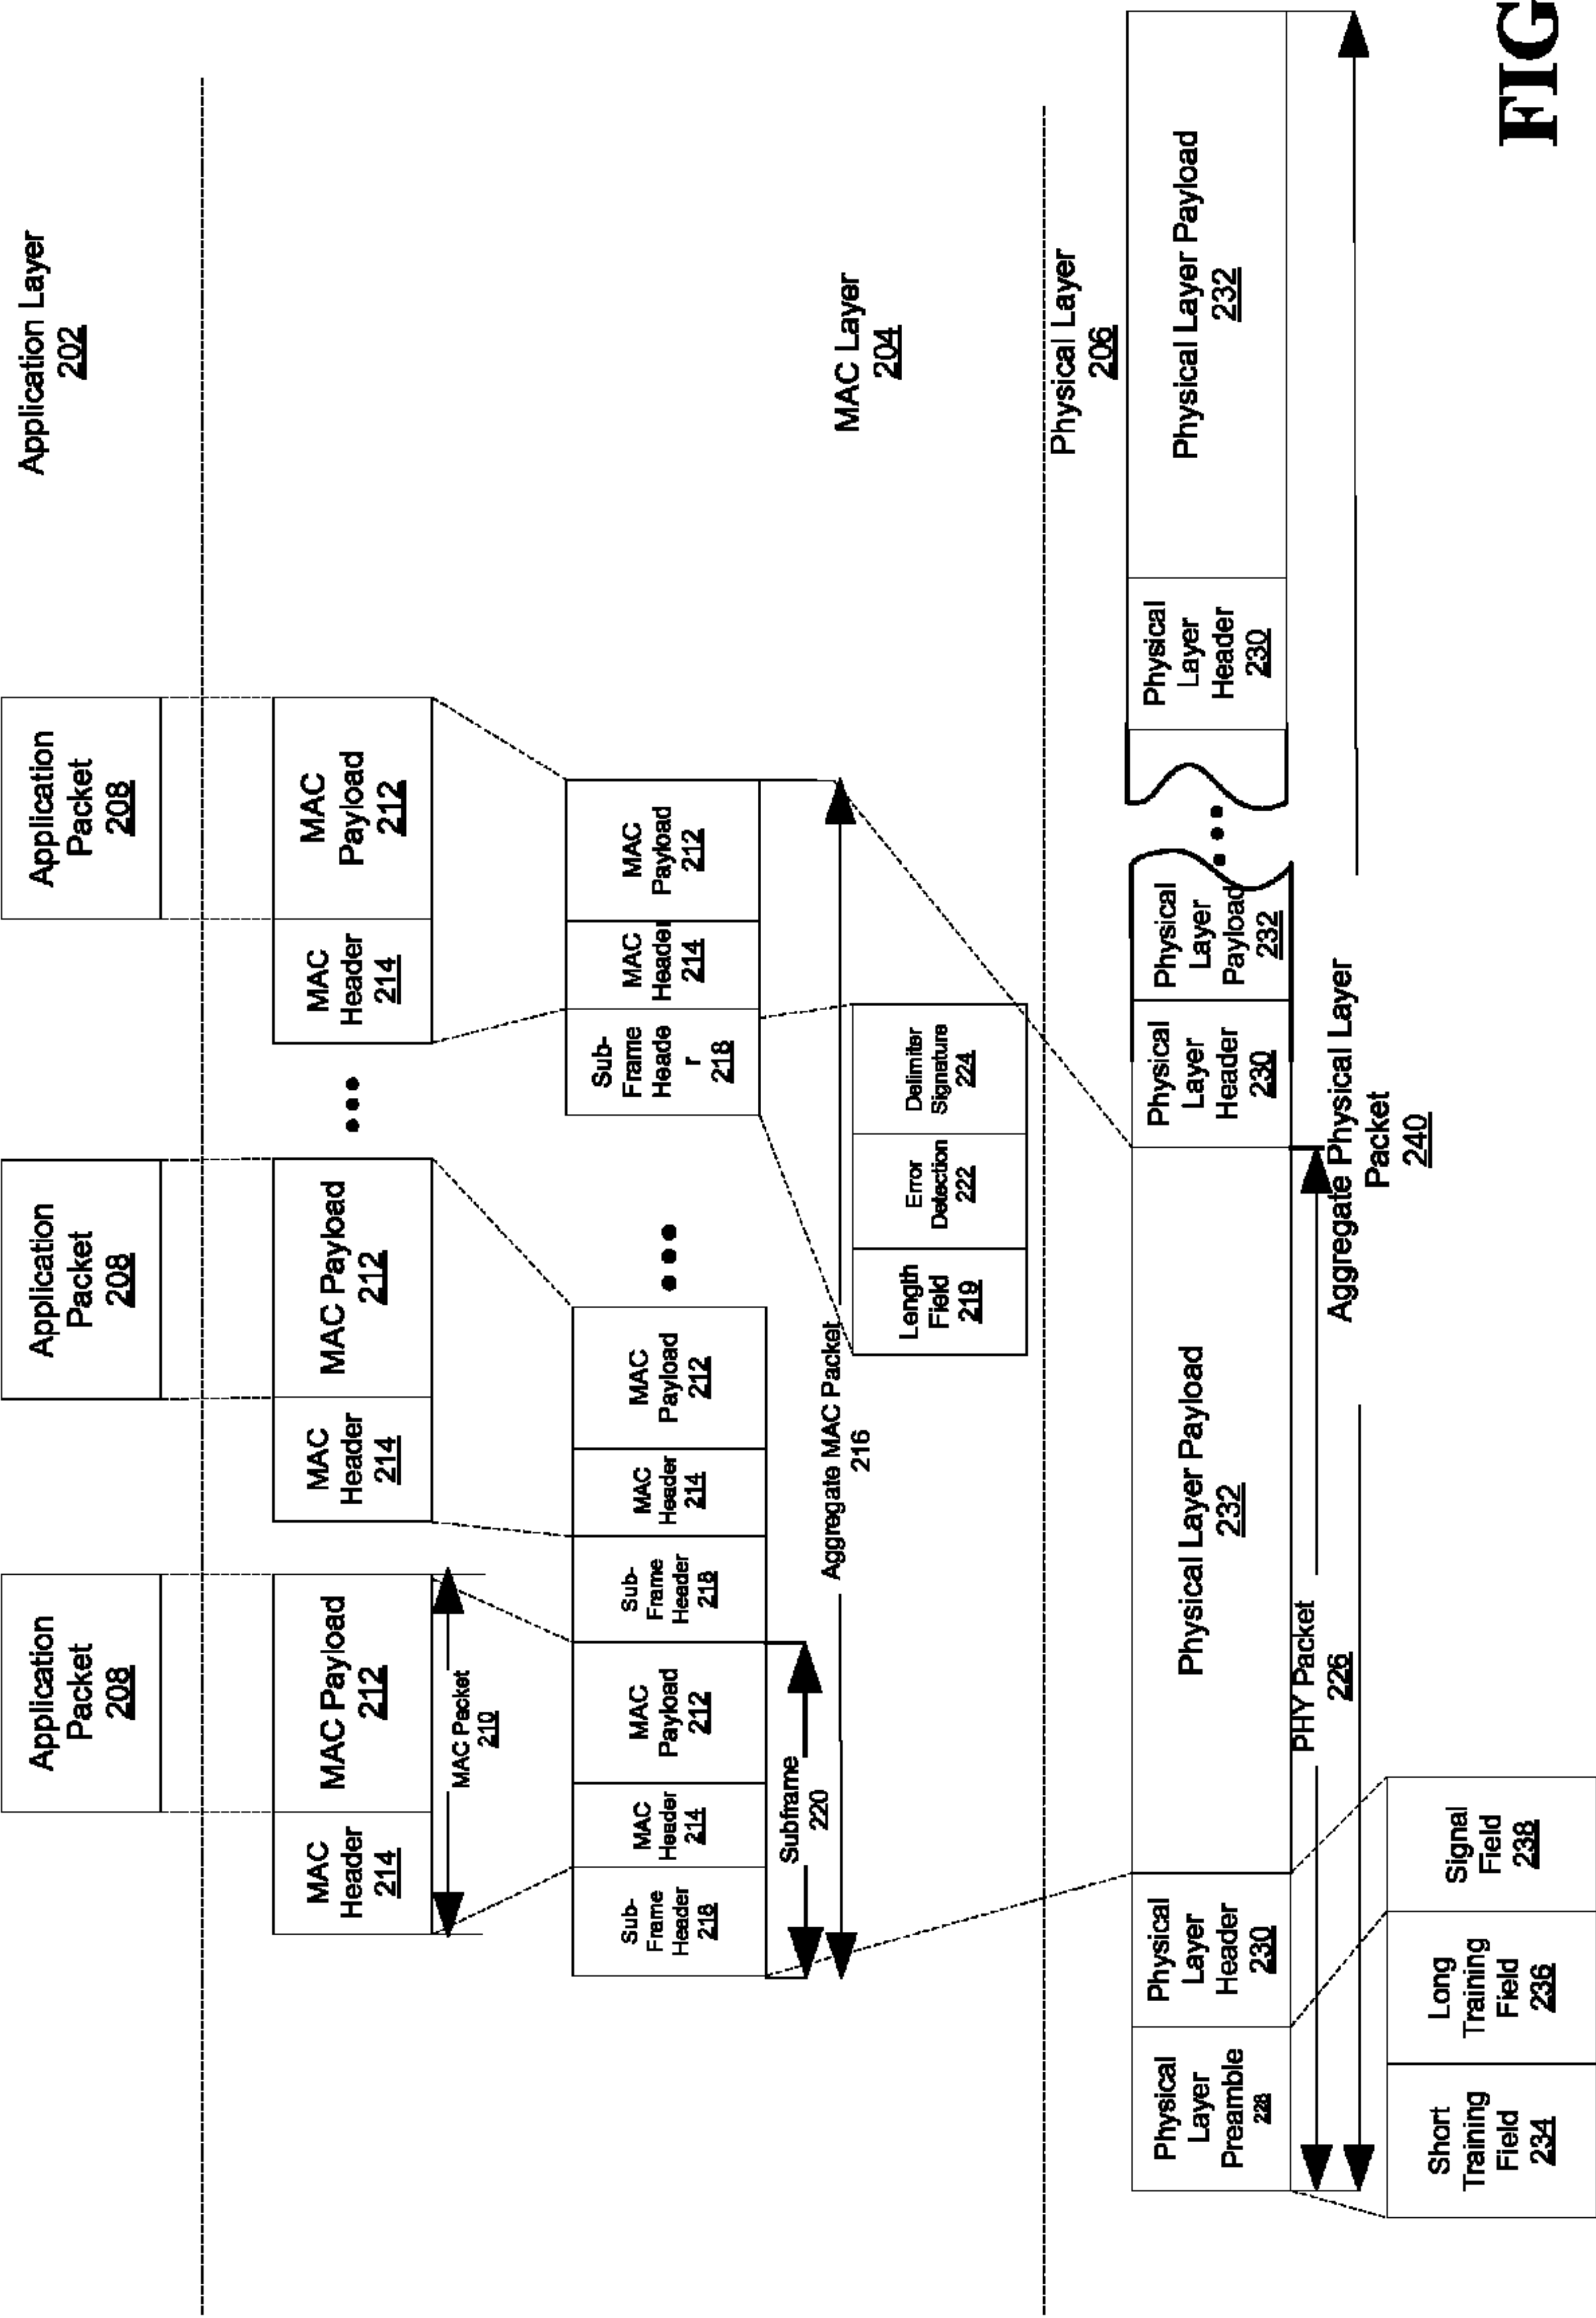 Application Layer
202
Application
Packet
208
Application
Packet
208
Application
Packet
208
MAC
Header
214
MAC Payload
212
MAC
Header
214
MAC Payload
212
MAC
Header
214
MAC
Payload
212
MAC Packet
210
Sub-
Frame
Header
218
MAC
Header
214
MAC
Payload
212
Sub-
Frame
Header
218
MAC
Header
214
MAC
Payload
212
Sub-
Frame
Heade
r
218
MAC
Header
214
MAC
Payload
212
Subframe
220
Aggregate MAC Packet
216
MAC Layer
204
Length
Field
219
Error
Detection
222
Delimiter
Signature
224
Physical Layer
206
Physical
Layer
Preamble
228
Physical
Layer
Header
230
Physical Layer Payload
232
Physical
Layer
Header
230
Physical
Layer
Payload
232
Physical
Layer
Header
230
Physical Layer Payload
232
PHY Packet
226
Aggregate Physical Layer
Packet
240
Short
Training
Field
234
Long
Training
Field
236
Signal
Field
238
FIG